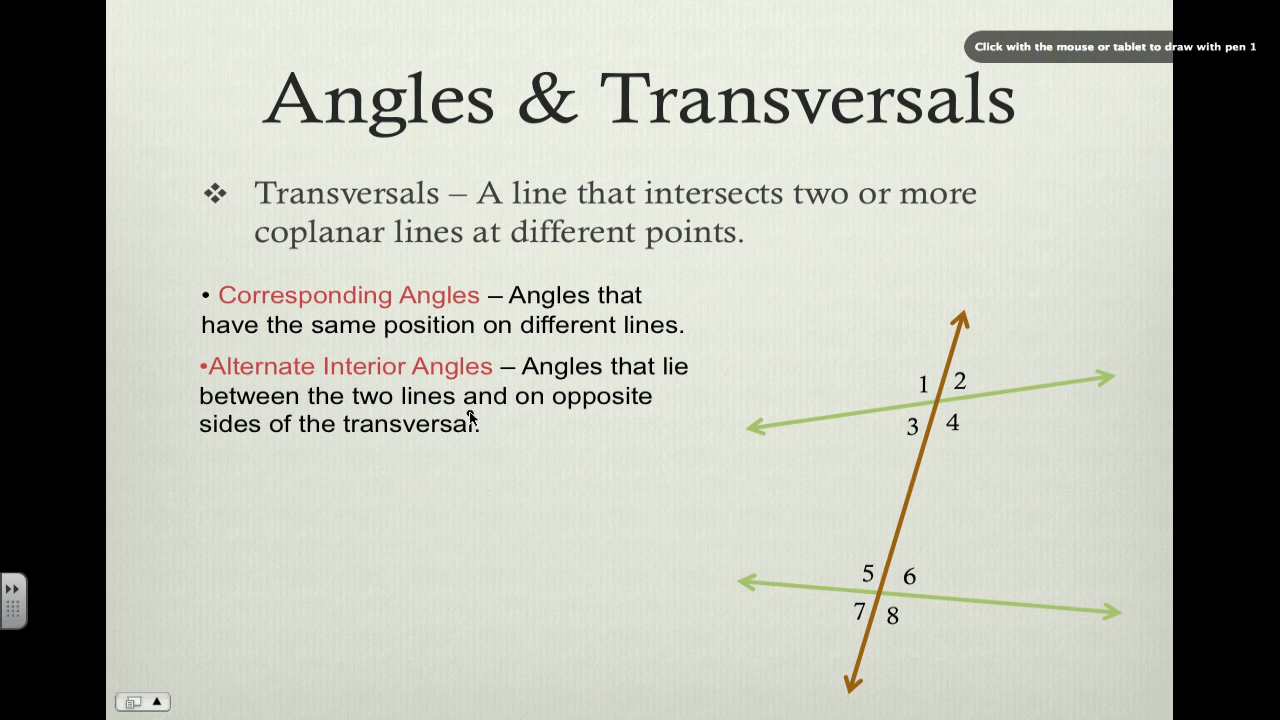 Click with the mouse or tablet to draw with pen 1
Angles & Transversals
❖ Transversals – A line that intersects two or more
coplanar lines at different points.
• Corresponding Angles – Angles that
have the same position on different lines.
•Alternate Interior Angles – Angles that lie
between the two lines and on opposite
sides of the transversal.
1 2
3 4
5 6
7 8